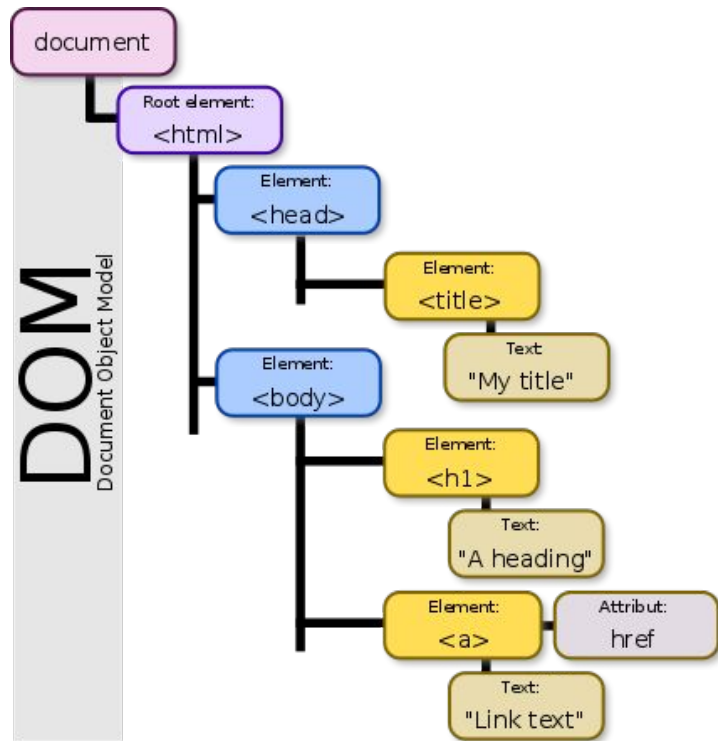 document
Root element:
<html>
Element:
<head>
Element:
<title>
Text
"My title"
Element:
<body>
Element:
<h1>
Text:
"A heading"
Element:
<a>
Attribut:
href
Text:
"Link text"
DOM
Document Object Model